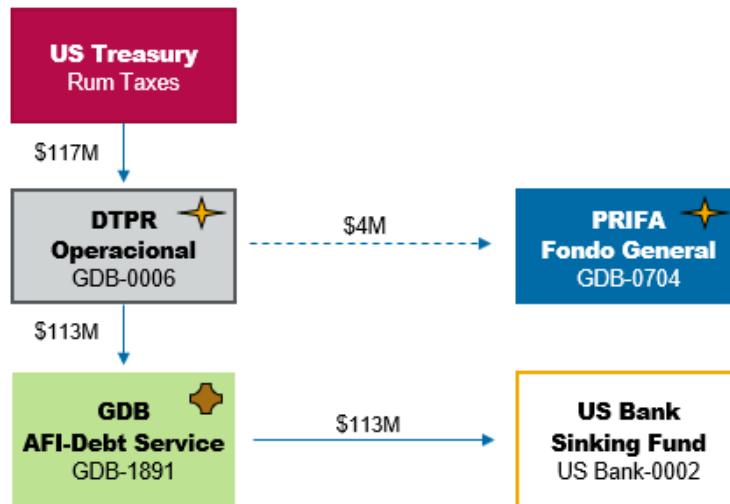 US Treasury
Rum Taxes
$117M
DTPR
Operacional
GDB-0006
$4M
PRIFA
Fondo General
GDB-0704
$113M
GDB
AFI-Debt Service
GDB-1891
$113M
US Bank
Sinking Fund
US Bank-0002